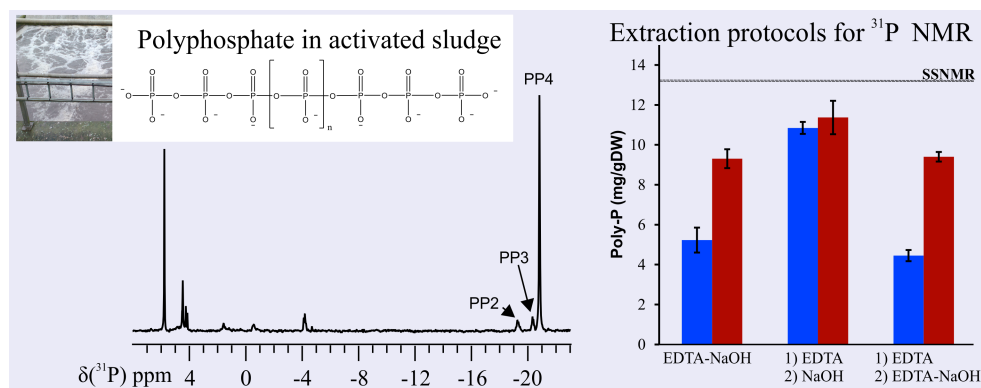 Polyphosphate in activated sludge
O O O O O O O
⁻O P O P O P O P O P O P O P O⁻
O⁻ O⁻ O⁻ O⁻ O⁻ O⁻ O⁻
n
PP4
PP3
PP2
δ(³¹P) ppm 4 0 -4 -8 -12 -16 -20
Extraction protocols for ³¹P NMR
SSNMR
14
12
10
8
6
4
2
0
Poly-P (mg/gDW)
EDTA-NaOH
1) EDTA
2) NaOH
1) EDTA
2) EDTA-NaOH